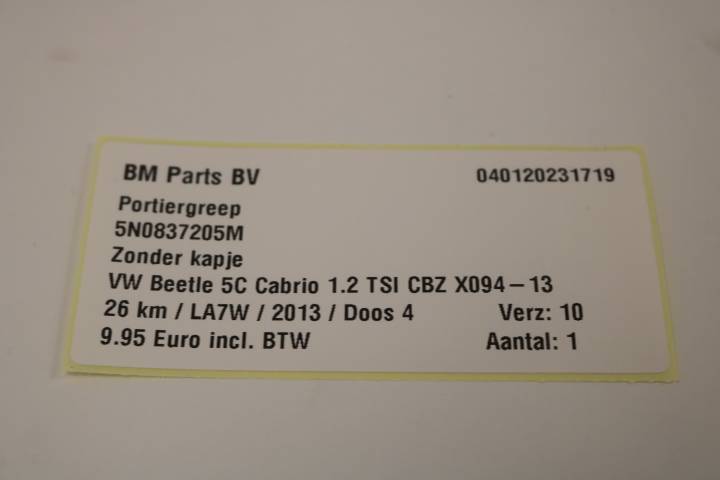 BM Parts BV 040120231719
Portiergreep
5N0837205M
Zonder kapje
VW Beetle 5C Cabrio 1.2 TSI CBZ X094-13
26 km / LA7W / 2013 / Doos 4 Verz: 10
9.95 Euro incl. BTW Aantal: 1